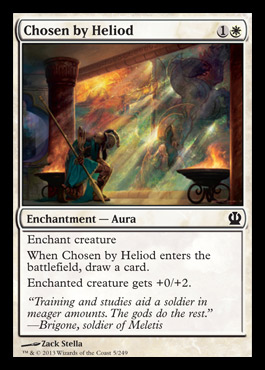 Chosen by Heliod 1
Enchantment — Aura
Enchant creature
When Chosen by Heliod enters the
battlefield, draw a card.
Enchanted creature gets +0/+2.
“Training and studies aid a soldier in
meager amounts. The gods do the rest.”
—Brigone, soldier of Meletis
Zack Stella
™ & © 2013 Wizards of the Coast 5/249